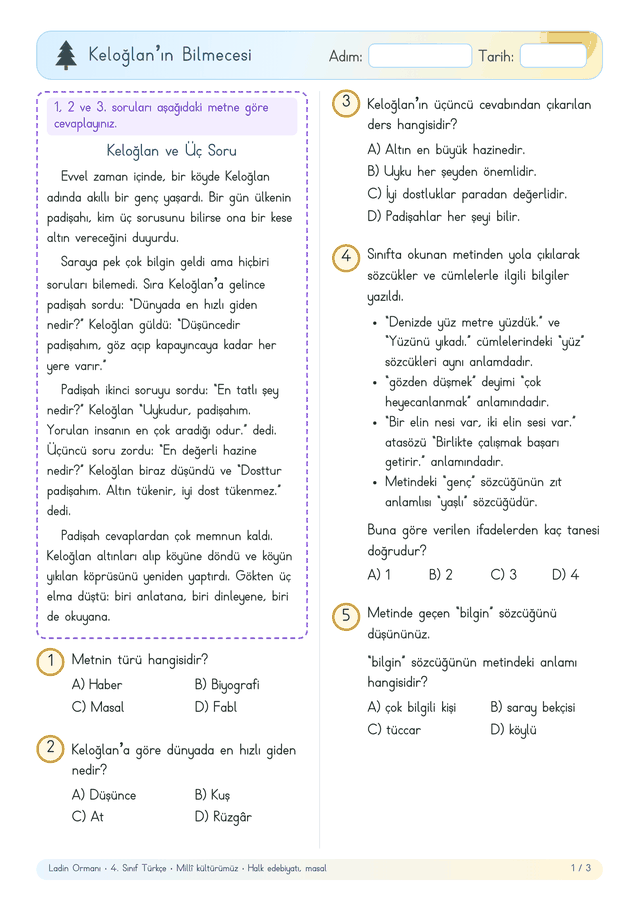 Keloğlan'ın Bilmecesi
Adım:
Tarih:
1, 2 ve 3. soruları aşağıdaki metne göre
cevaplayınız.
Keloğlan ve Üç Soru
Evvel zaman içinde, bir köyde Keloğlan
adında akıllı bir genç yaşardı. Bir gün ülkenin
padişahı, kim üç sorusunu bilirse ona bir kese
altın vereceğini duyurdu.
Saraya pek çok bilgin geldi ama hiçbiri
soruları bilemedi. Sıra Keloğlan'a gelince
padişah sordu: "Dünyada en hızlı giden
nedir?" Keloğlan güldü: "Düşüncedir
padişahım, göz açıp kapayıncaya kadar her
yere varır."
Padişah ikinci soruyu sordu: "En tatlı şey
nedir?" Keloğlan "Uykudur, padişahım.
Yorulan insanın en çok aradığı odur." dedi.
Üçüncü soru zordu: "En değerli hazine
nedir?" Keloğlan biraz düşündü ve "Dosttur
padişahım. Altın tükenir, iyi dost tükenmez."
dedi.
Padişah cevaplardan çok memnun kaldı.
Keloğlan altınları alıp köyüne döndü ve köyün
yıkılan köprüsünü yeniden yaptırdı. Gökten üç
elma düştü: biri anlatana, biri dinleyene, biri
de okuyana.
1 Metnin türü hangisidir?
A) Haber B) Biyografi
C) Masal D) Fabl
2 Keloğlan'a göre dünyada en hızlı giden
nedir?
A) Düşünce B) Kuş
C) At D) Rüzgâr
3 Keloğlan'ın üçüncü cevabından çıkarılan
ders hangisidir?
A) Altın en büyük hazinedir.
B) Uyku her şeyden önemlidir.
C) İyi dostluklar paradan değerlidir.
D) Padişahlar her şeyi bilir.
4 Sınıfta okunan metinden yola çıkılarak
sözcükler ve cümlelerle ilgili bilgiler
yazıldı.
• "Denizde yüz metre yüzdük." ve
"Yüzünü yıkadı." cümlelerindeki "yüz"
sözcükleri aynı anlamdadır.
• "gözden düşmek" deyimi "çok
heyecanlanmak" anlamındadır.
• "Bir elin nesi var, iki elin sesi var."
atasözü "Birlikte çalışmak başarı
getirir." anlamındadır.
• Metindeki "genç" sözcüğünün zıt
anlamlısı "yaşlı" sözcüğüdür.
Buna göre verilen ifadelerden kaç tanesi
doğrudur?
A) 1 B) 2 C) 3 D) 4
5 Metinde geçen "bilgin" sözcüğünü
düşününüz.
"bilgin" sözcüğünün metindeki anlamı
hangisidir?
A) çok bilgili kişi B) saray bekçisi
C) tüccar D) köylü
Ladin Ormanı • 4. Sınıf Türkçe • Millî kültürümüz • Halk edebiyatı, masal
1 / 3